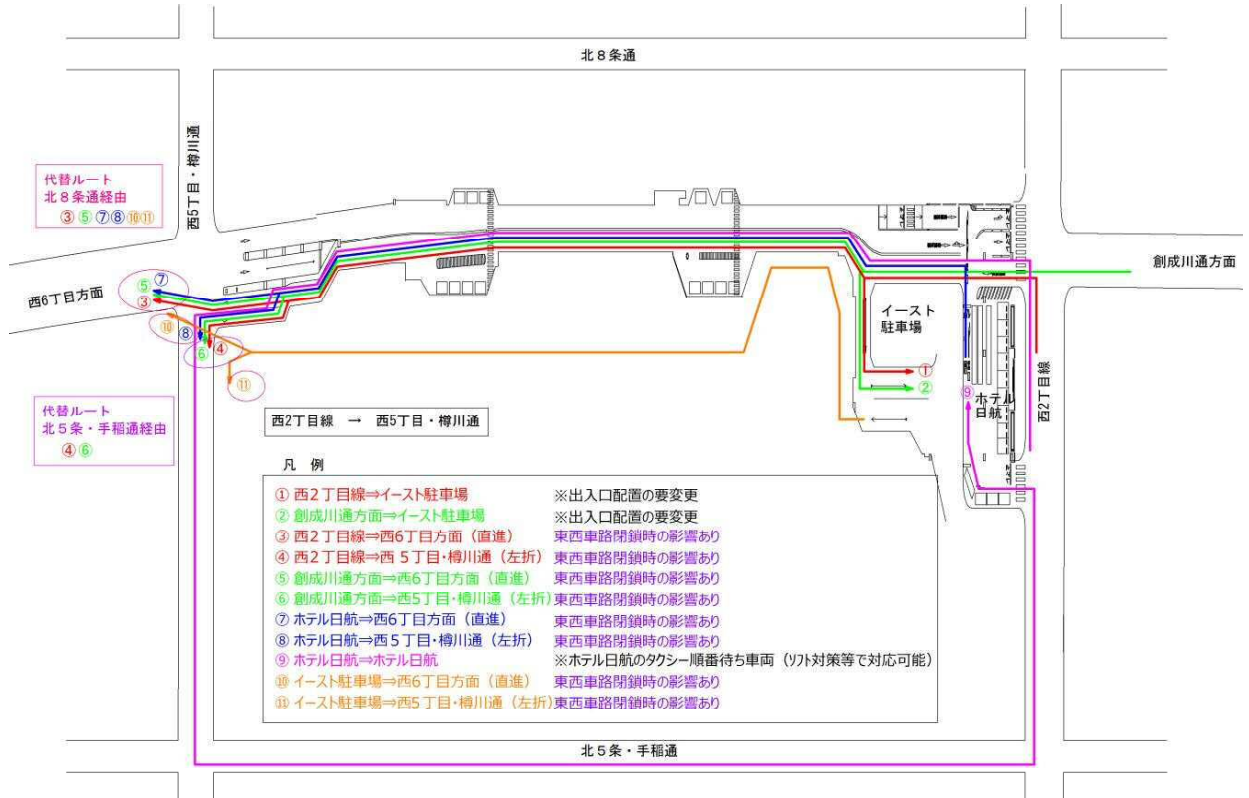 北８条通
西5丁目・樽川通
代替ルート
北８条通経由
③ ⑤ ⑦ ⑧ ⑩ ⑪
創成川通方面
西6丁目方面
⑤ ⑦
③
⑩
⑧
⑥
④
⑪
イースト
駐車場
①
②
⑨
ホテル
日航
西2丁目線
代替ルート
北５条・手稲通経由
④ ⑥
西2丁目線 → 西5丁目・樽川通
凡 例
① 西２丁目線⇒イースト駐車場 ※出入口配置の要変更
② 創成川通方面⇒イースト駐車場 ※出入口配置の要変更
③ 西２丁目線⇒西6丁目方面（直進） 東西車路閉鎖時の影響あり
④ 西２丁目線⇒西 ５丁目・樽川通（左折） 東西車路閉鎖時の影響あり
⑤ 創成川通方面⇒西6丁目方面（直進） 東西車路閉鎖時の影響あり
⑥ 創成川通方面⇒西5丁目・樽川通（左折） 東西車路閉鎖時の影響あり
⑦ ホテル日航⇒西6丁目方面（直進） 東西車路閉鎖時の影響あり
⑧ ホテル日航⇒西５丁目・樽川通（左折） 東西車路閉鎖時の影響あり
⑨ ホテル日航⇒ホテル日航 ※ホテル日航のタクシー順番待ち車両（ソフト対策等で対応可能）
⑩ イースト駐車場⇒西6丁目方面（直進） 東西車路閉鎖時の影響あり
⑪ イースト駐車場⇒西5丁目・樽川通（左折） 東西車路閉鎖時の影響あり
北５条・手稲通